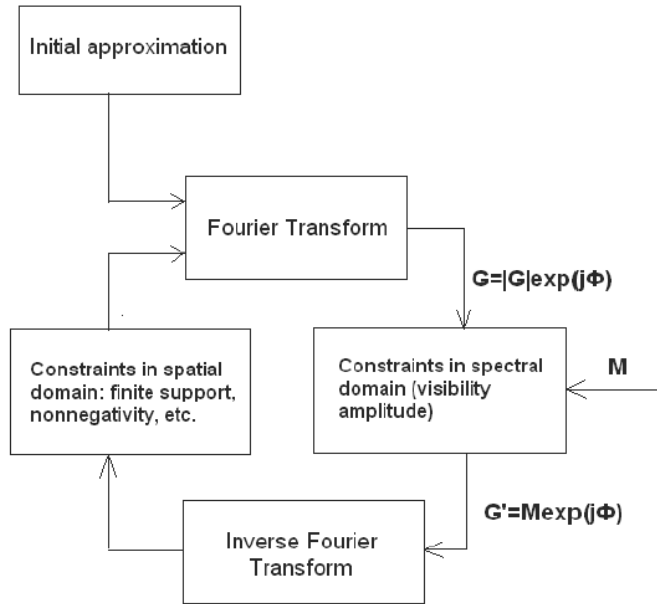 Initial approximation
Fourier Transform
G=|G|exp(jΦ)
Constraints in spatial
domain: finite support,
nonnegativity, etc.
Constraints in spectral
domain (visibility
amplitude)
M
G'=Mexp(jΦ)
Inverse Fourier
Transform